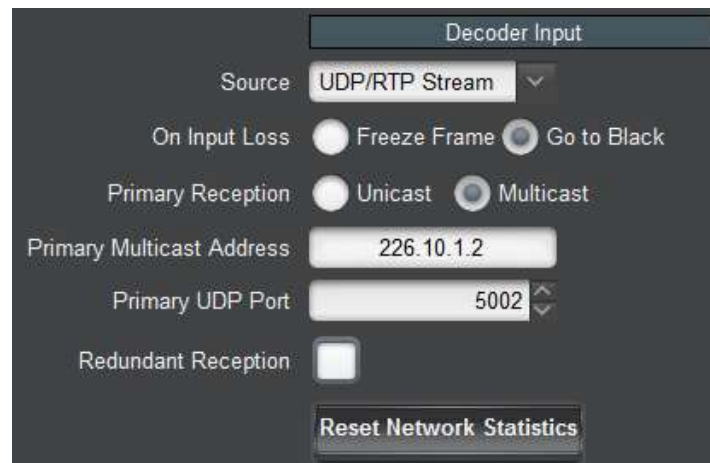 Decoder Input
Source UDP/RTP Stream
On Input Loss Freeze Frame Go to Black
Primary Reception Unicast Multicast
Primary Multicast Address 226.10.1.2
Primary UDP Port 5002
Redundant Reception
Reset Network Statistics